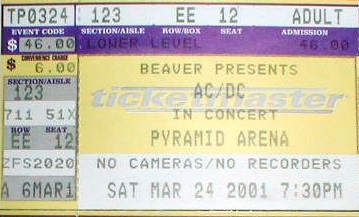 TP0324 123 EE 12 ADULT
EVENT CODE SECTION/AISLE ROW/BOX SEAT ADMISSION
$ 46.00 LOWER LEVEL 46.00
CONVENIENCE CHARGE
$ 6.00 BEAVER PRESENTS
SECTION/AISLE
123 AC/DC
ticketmaster
711 51X IN CONCERT
ROW/BOX SEAT
EE 12 PYRAMID ARENA
ZFS2020 NO CAMERAS/NO RECORDERS
A 6MAR1 SAT MAR 24 2001 7:30PM